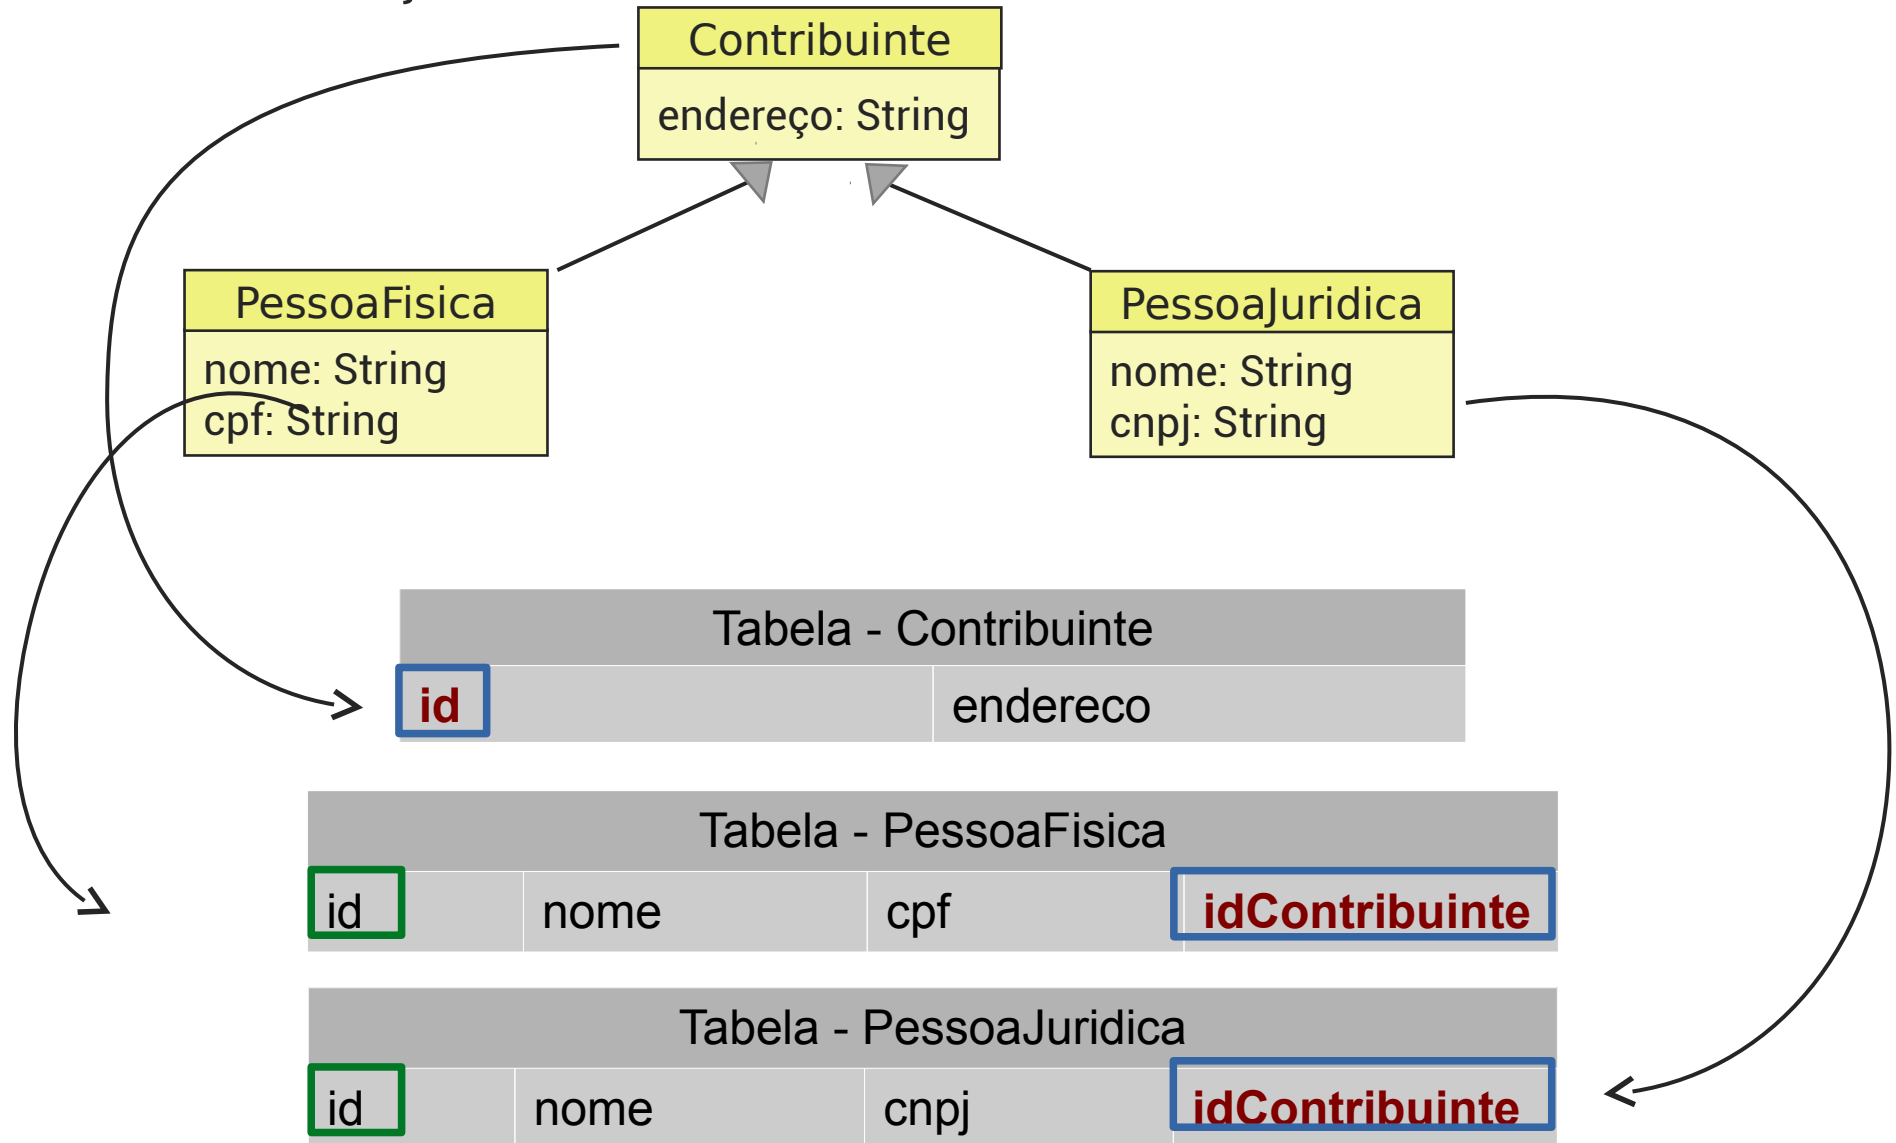 Contribuinte
endereço: String
PessoaFisica
nome: String
cpf: String
PessoaJuridica
nome: String
cnpj: String
Tabela - Contribuinte
id endereco
Tabela - PessoaFisica
id nome cpf idContribuinte
Tabela - PessoaJuridica
id nome cnpj idContribuinte